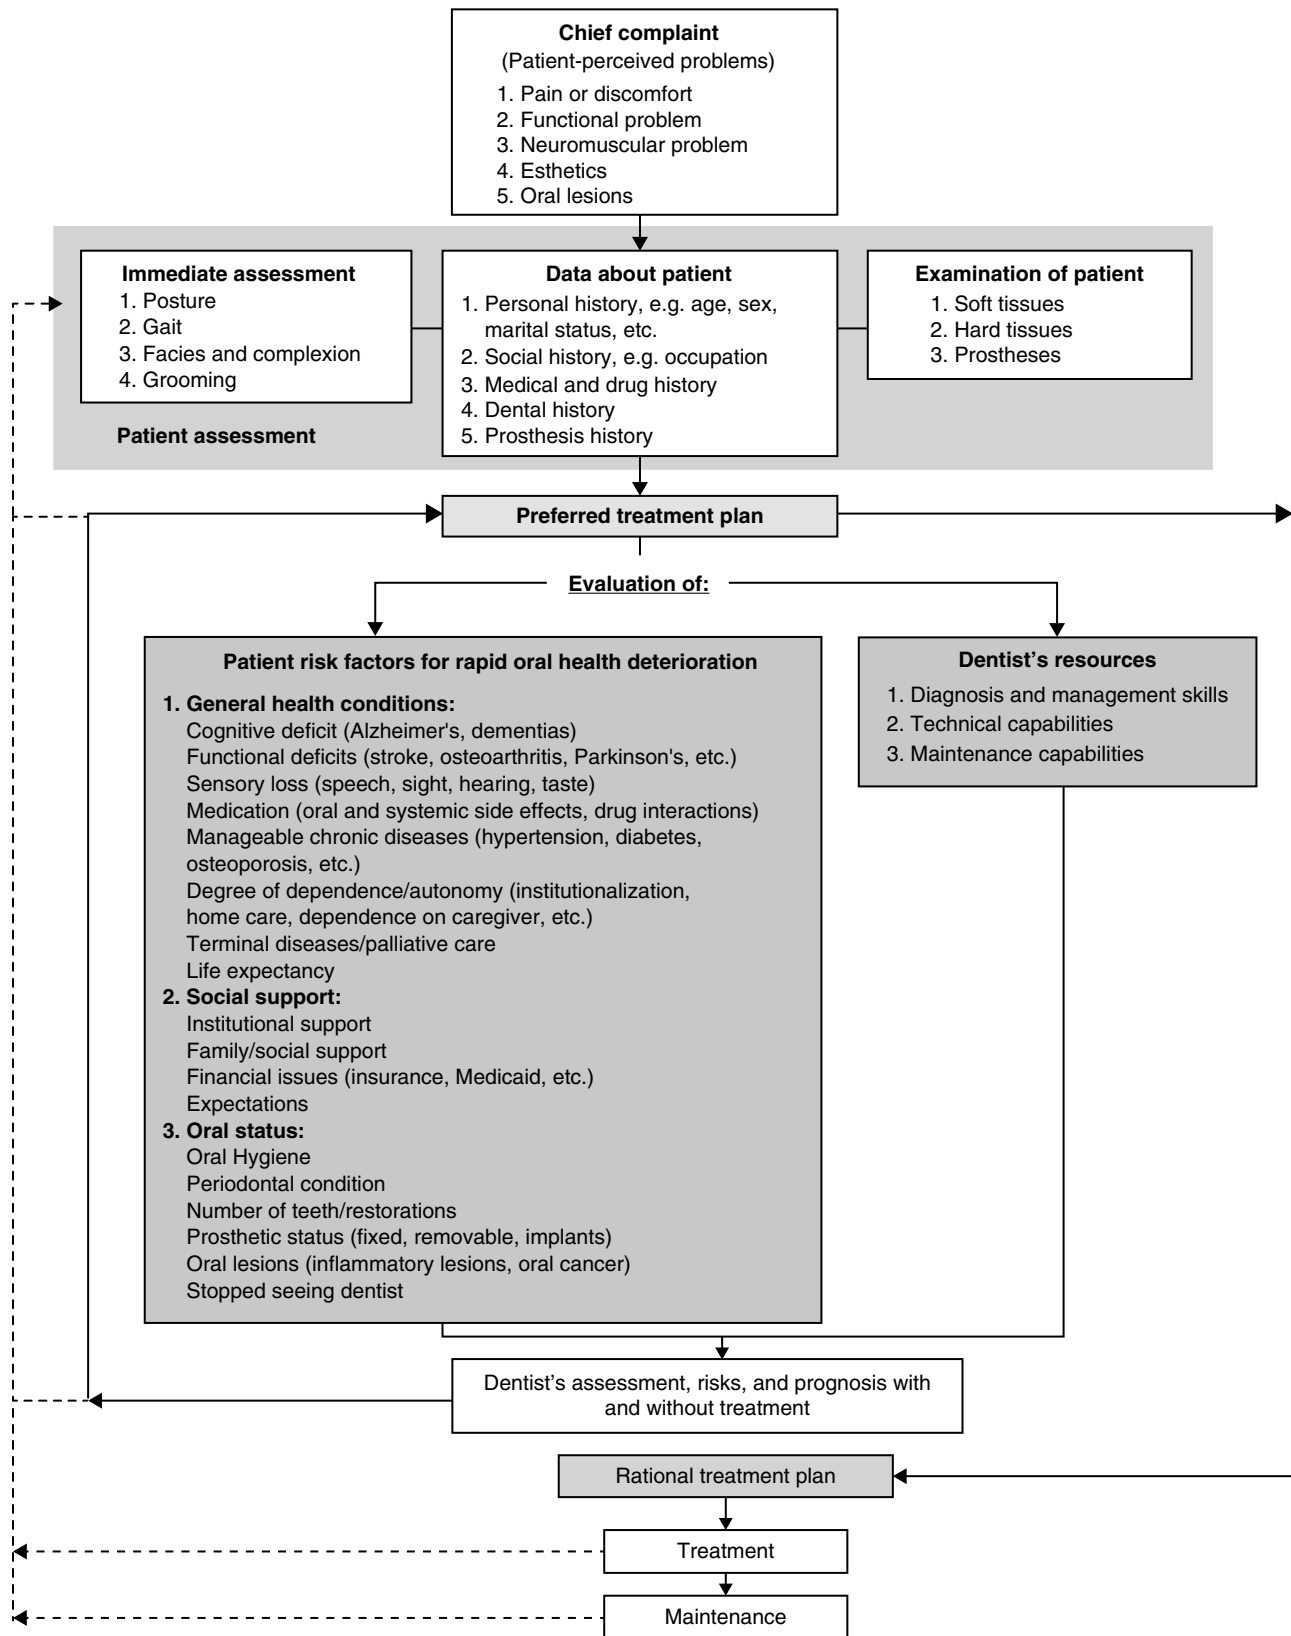 Chief complaint
(Patient-perceived problems)
1. Pain or discomfort
2. Functional problem
3. Neuromuscular problem
4. Esthetics
5. Oral lesions
Immediate assessment
1. Posture
2. Gait
3. Facies and complexion
4. Grooming
Patient assessment
Data about patient
1. Personal history, e.g. age, sex,
marital status, etc.
2. Social history, e.g. occupation
3. Medical and drug history
4. Dental history
5. Prosthesis history
Examination of patient
1. Soft tissues
2. Hard tissues
3. Prostheses
Preferred treatment plan
Evaluation of:
Patient risk factors for rapid oral health deterioration
1. General health conditions:
Cognitive deficit (Alzheimer's, dementias)
Functional deficits (stroke, osteoarthritis, Parkinson's, etc.)
Sensory loss (speech, sight, hearing, taste)
Medication (oral and systemic side effects, drug interactions)
Manageable chronic diseases (hypertension, diabetes,
osteoporosis, etc.)
Degree of dependence/autonomy (institutionalization,
home care, dependence on caregiver, etc.)
Terminal diseases/palliative care
Life expectancy
2. Social support:
Institutional support
Family/social support
Financial issues (insurance, Medicaid, etc.)
Expectations
3. Oral status:
Oral Hygiene
Periodontal condition
Number of teeth/restorations
Prosthetic status (fixed, removable, implants)
Oral lesions (inflammatory lesions, oral cancer)
Stopped seeing dentist
Dentist’s resources
1. Diagnosis and management skills
2. Technical capabilities
3. Maintenance capabilities
Dentist’s assessment, risks, and prognosis with
and without treatment
Rational treatment plan
Treatment
Maintenance